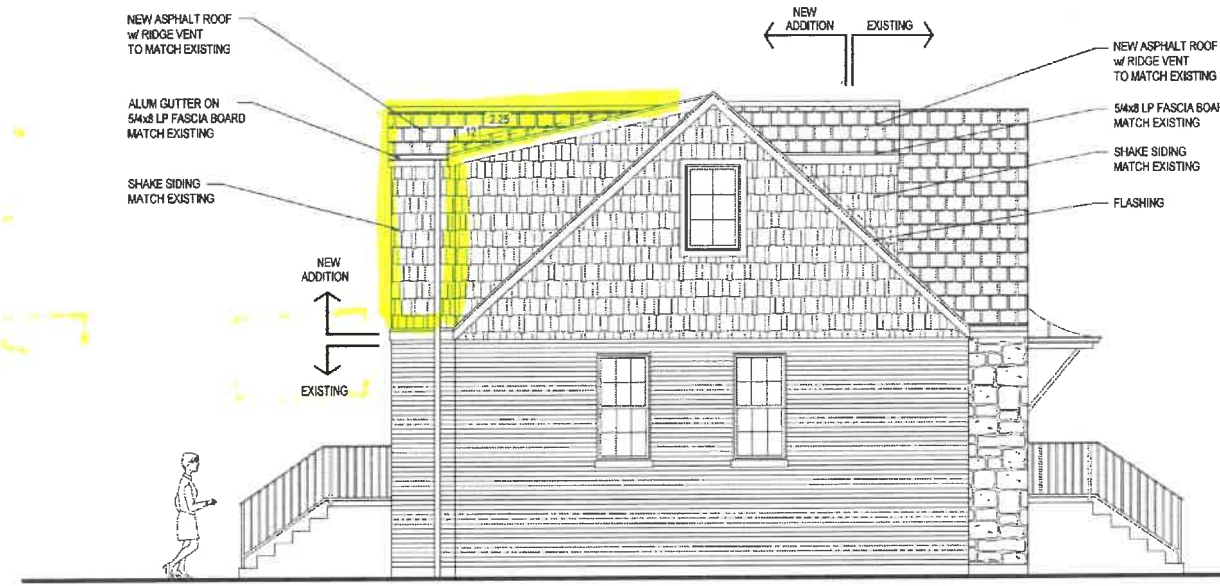 NEW ASPHALT ROOF
w/ RIDGE VENT
TO MATCH EXISTING
ALUM GUTTER ON
5/4x8 LP FASCIA BOARD
MATCH EXISTING
SHAKE SIDING
MATCH EXISTING
NEW
ADDITION
EXISTING
2.25
12
NEW
ADDITION
EXISTING
NEW ASPHALT ROOF
w/ RIDGE VENT
TO MATCH EXISTING
5/4x8 LP FASCIA BOAR
MATCH EXISTING
SHAKE SIDING
MATCH EXISTING
FLASHING